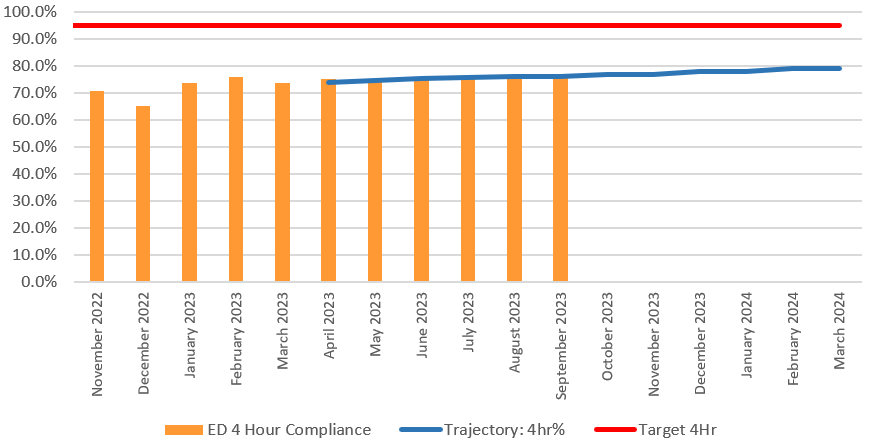 100.0%
90.0%
80.0%
70.0%
60.0%
50.0%
40.0%
30.0%
20.0%
10.0%
0.0%
November 2022
December 2022
January 2023
February 2023
March 2023
April 2023
May 2023
June 2023
July 2023
August 2023
September 2023
October 2023
November 2023
December 2023
January 2024
February 2024
March 2024
ED 4 Hour Compliance Trajectory: 4hr% Target 4Hr